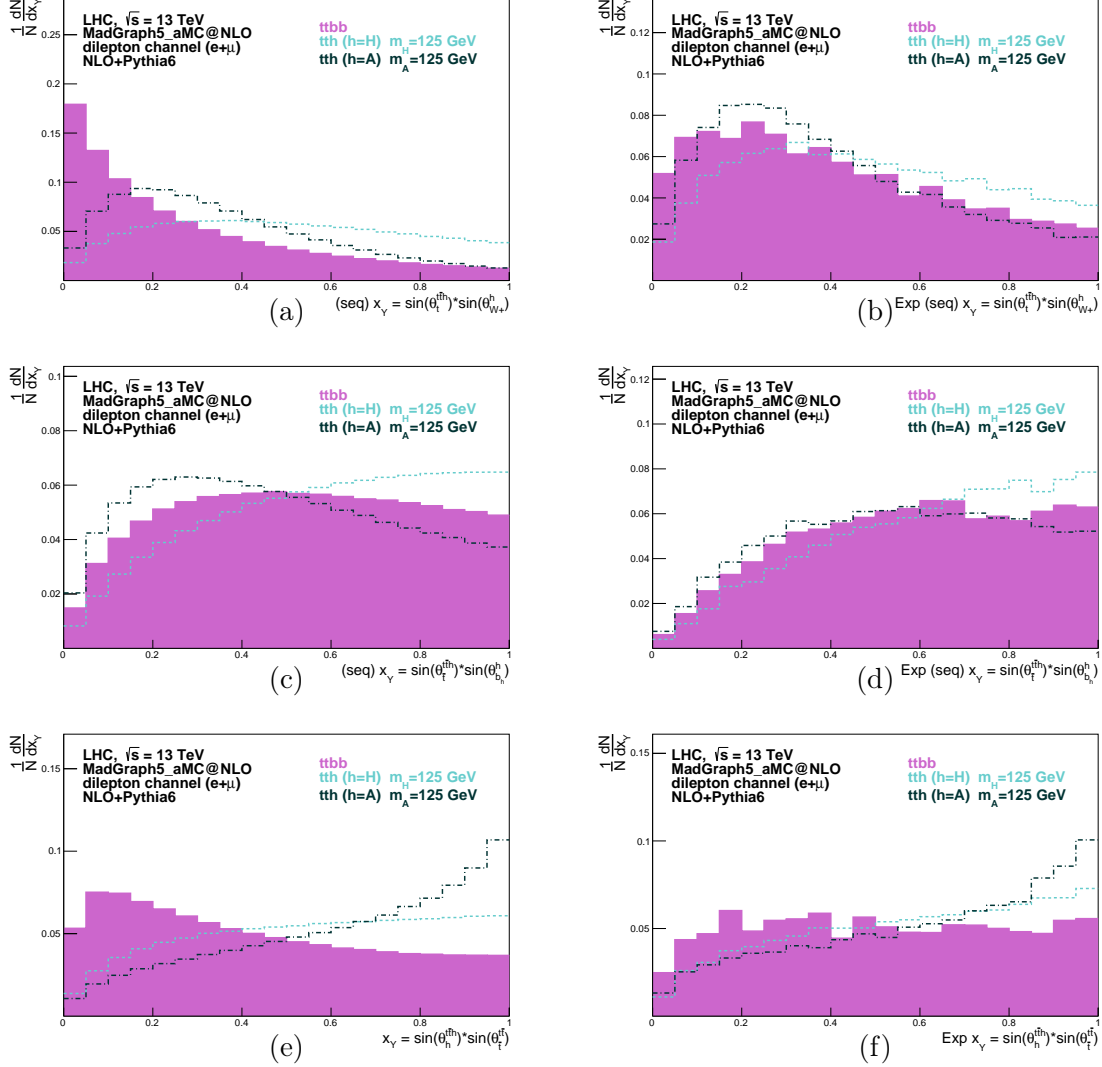 1/N dN/dx_Y
LHC, √s = 13 TeV
MadGraph5_aMC@NLO
dilepton channel (e+μ)
NLO+Pythia6
ttbb
tth (h=H) m_H=125 GeV
tth (h=A) m_A=125 GeV
0.25
0.2
0.15
0.1
0.05
0 0.2 0.4 0.6 0.8 1
(seq) x_Y = sin(θ_t^{tt̄h})*sin(θ_{W+}^h)
(a)
1/N dN/dx_Y
LHC, √s = 13 TeV
MadGraph5_aMC@NLO
dilepton channel (e+μ)
NLO+Pythia6
ttbb
tth (h=H) m_H=125 GeV
tth (h=A) m_A=125 GeV
0.12
0.1
0.08
0.06
0.04
0.02
0 0.2 0.4 0.6 0.8 1
Exp (seq) x_Y = sin(θ_t^{tt̄h})*sin(θ_{W+}^h)
(b)
1/N dN/dx_Y
LHC, √s = 13 TeV
MadGraph5_aMC@NLO
dilepton channel (e+μ)
NLO+Pythia6
ttbb
tth (h=H) m_H=125 GeV
tth (h=A) m_A=125 GeV
0.1
0.08
0.06
0.04
0.02
0 0.2 0.4 0.6 0.8 1
(seq) x_Y = sin(θ_t̄^{tt̄h})*sin(θ_{b_h}^h)
(c)
1/N dN/dx_Y
LHC, √s = 13 TeV
MadGraph5_aMC@NLO
dilepton channel (e+μ)
NLO+Pythia6
ttbb
tth (h=H) m_H=125 GeV
tth (h=A) m_A=125 GeV
0.12
0.1
0.08
0.06
0.04
0.02
0 0.2 0.4 0.6 0.8 1
Exp (seq) x_Y = sin(θ_t̄^{tt̄h})*sin(θ_{b_h}^h)
(d)
1/N dN/dx_Y
LHC, √s = 13 TeV
MadGraph5_aMC@NLO
dilepton channel (e+μ)
NLO+Pythia6
ttbb
tth (h=H) m_H=125 GeV
tth (h=A) m_A=125 GeV
0.15
0.1
0.05
0 0.2 0.4 0.6 0.8 1
x_Y = sin(θ_h^{tt̄h})*sin(θ_t̄^{tt̄})
(e)
1/N dN/dx_Y
LHC, √s = 13 TeV
MadGraph5_aMC@NLO
dilepton channel (e+μ)
NLO+Pythia6
ttbb
tth (h=H) m_H=125 GeV
tth (h=A) m_A=125 GeV
0.15
0.1
0.05
0 0.2 0.4 0.6 0.8 1
Exp x_Y = sin(θ_h^{tt̄h})*sin(θ_t̄^{tt̄})
(f)